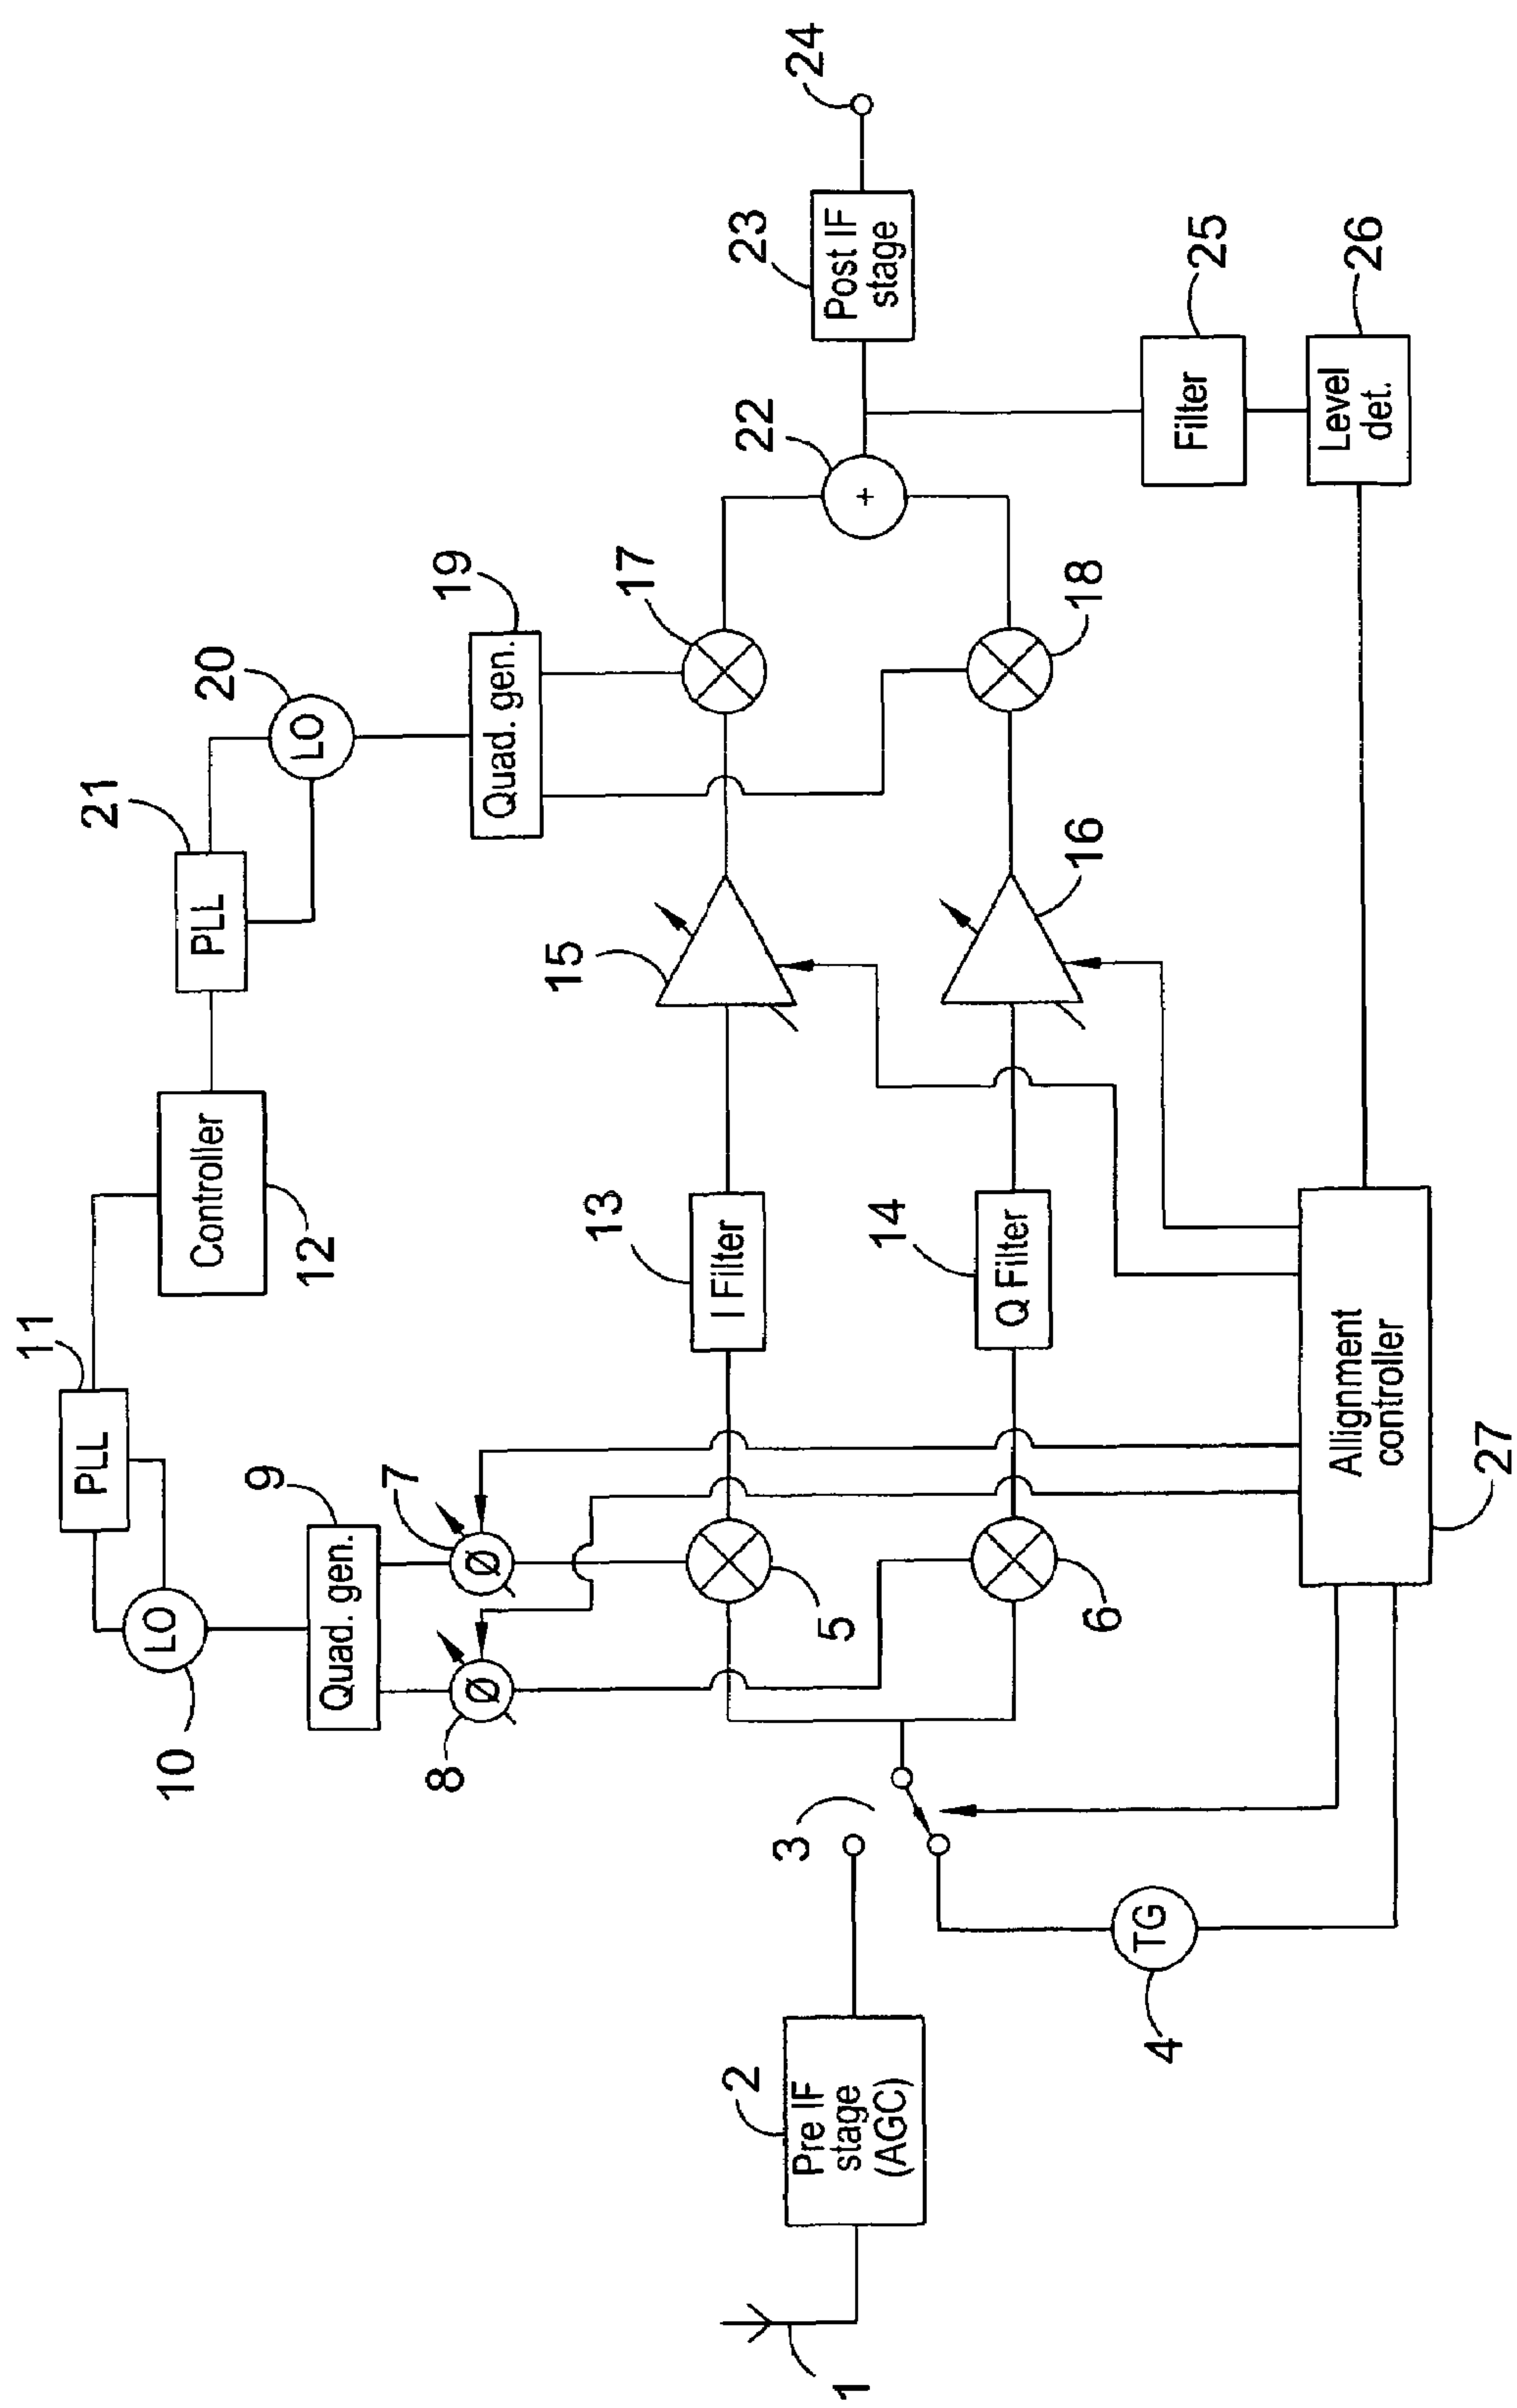 11
PLL
21
PLL
20
LO
10
LO
Controller
12
9
Quad. gen.
7
Ø
8
Ø
19
Quad. gen.
13
I Filter
15
17
5
14
Q Filter
16
18
6
22
+
23
Post IF
stage
24
1
2
Pre IF
stage
(AGC)
3
4
TG
Allignment
controller
27
Filter
25
Level
det.
26